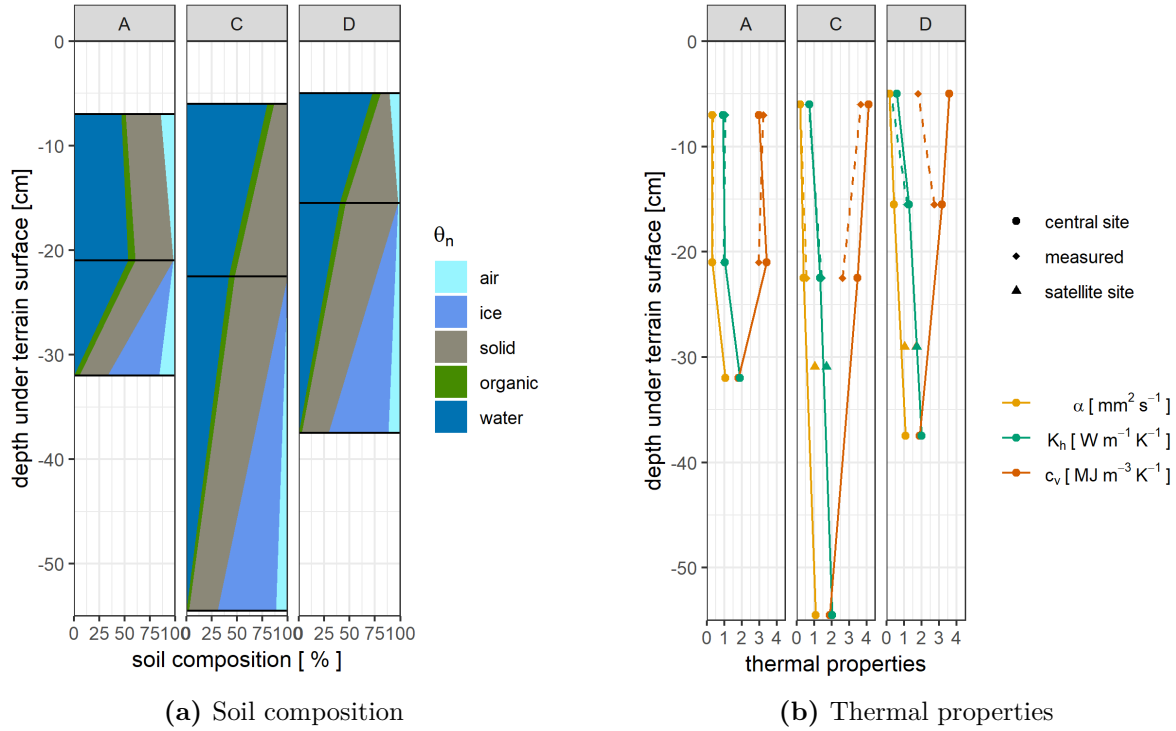 A C D
0
-10
-20
-30
-40
-50
depth under terrain surface [cm]
0 25 50 75 100 0 25 50 75 100 0 25 50 75 100
soil composition [ % ]
θn
air
ice
solid
organic
water
(a) Soil composition
A C D
0
-10
-20
-30
-40
-50
depth under terrain surface [cm]
0 1 2 3 4 0 1 2 3 4 0 1 2 3 4
thermal properties
central site
measured
satellite site
α [ mm² s⁻¹ ]
Kh [ W m⁻¹ K⁻¹ ]
cv [ MJ m⁻³ K⁻¹ ]
(b) Thermal properties